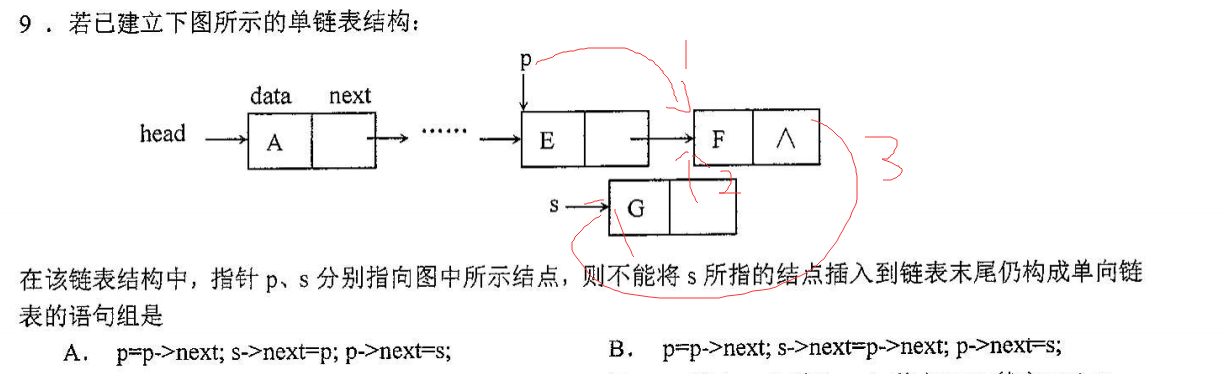 9 ．若已建立下图所示的单链表结构:
1
p
data next
head A …… E F ∧
3
2
s G
在该链表结构中，指针 p、s 分别指向图中所示结点，则不能将 s 所指的结点插入到链表末尾仍构成单向链
表的语句组是
A． p=p->next; s->next=p; p->next=s; B． p=p->next; s->next=p->next; p->next=s;